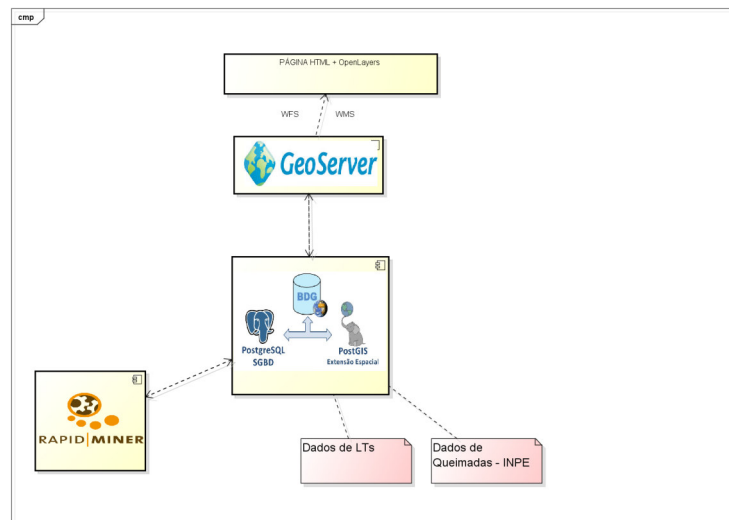 cmp
PÁGINA HTML + OpenLayers
WFS WMS
GeoServer
BDG
PostgreSQL
SGBD
PostGIS
Extensão Espacial
RAPID|MINER
Dados de LTs
Dados de
Queimadas - INPE